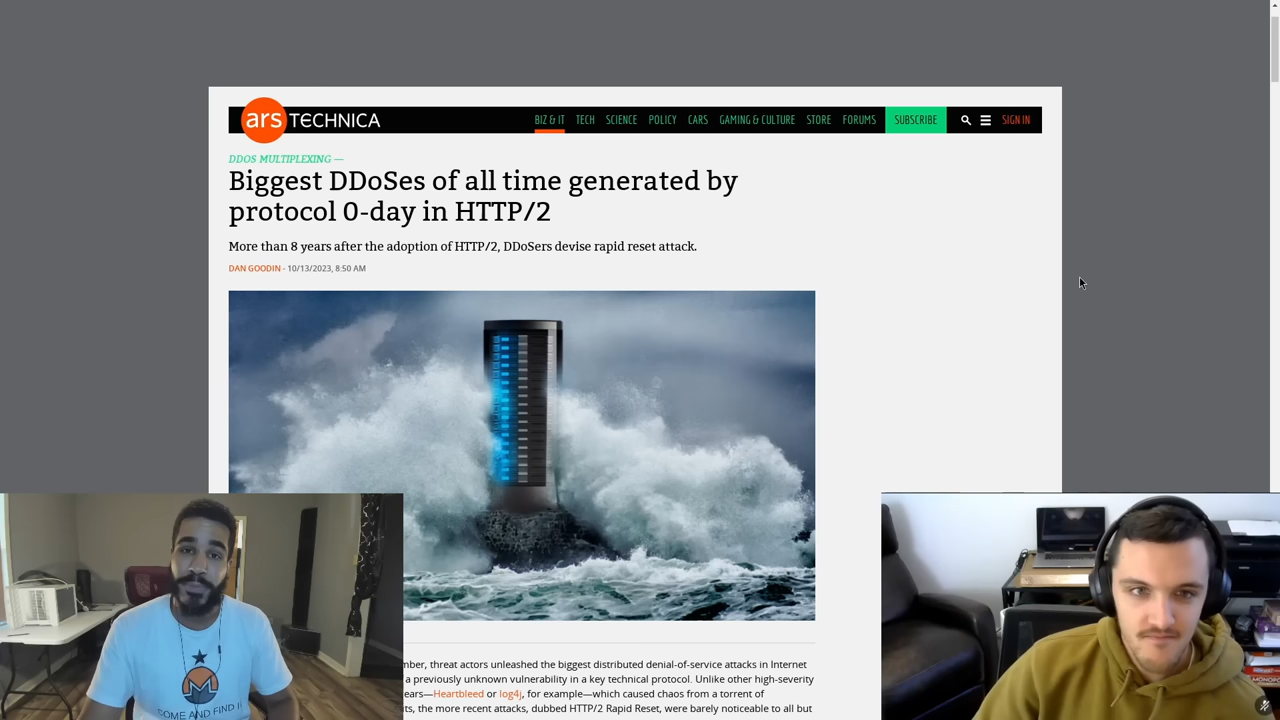 ars TECHNICA
BIZ & IT TECH SCIENCE POLICY CARS GAMING & CULTURE STORE FORUMS SUBSCRIBE SIGN IN
DDOS MULTIPLEXING —
Biggest DDoSes of all time generated by
protocol 0-day in HTTP/2
More than 8 years after the adoption of HTTP/2, DDoSers devise rapid reset attack.
DAN GOODIN - 10/13/2023, 8:50 AM
threat actors unleashed the biggest distributed denial-of-service attacks in Internet
a previously unknown vulnerability in a key technical protocol. Unlike other high-severity
Heartbleed or log4j, for example—which caused chaos from a torrent of
the more recent attacks, dubbed HTTP/2 Rapid Reset, were barely noticeable to all but
COME AND FIND